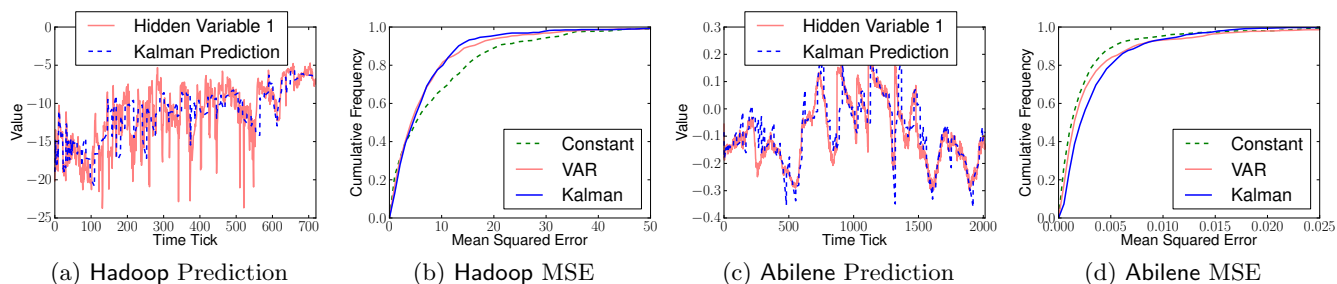 Hidden Variable 1
Kalman Prediction
0
−5
−10
−15
−20
−25
Value
0 100 200 300 400 500 600 700
Time Tick
(a) Hadoop Prediction
1.0
0.8
0.6
0.4
0.2
0.0
Cumulative Frequency
Constant
VAR
Kalman
0 10 20 30 40 50
Mean Squared Error
(b) Hadoop MSE
Hidden Variable 1
Kalman Prediction
0.3
0.2
0.1
0.0
−0.1
−0.2
−0.3
−0.4
Value
0 500 1000 1500 2000
Time Tick
(c) Abilene Prediction
1.0
0.8
0.6
0.4
0.2
0.0
Cumulative Frequency
Constant
VAR
Kalman
0.000 0.005 0.010 0.015 0.020 0.025
Mean Squared Error
(d) Abilene MSE